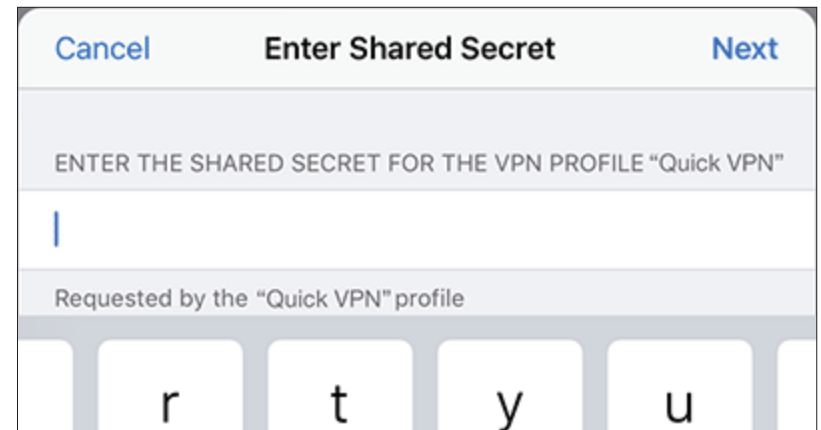 Cancel Enter Shared Secret Next
ENTER THE SHARED SECRET FOR THE VPN PROFILE “Quick VPN”
Requested by the “Quick VPN” profile
r t y u